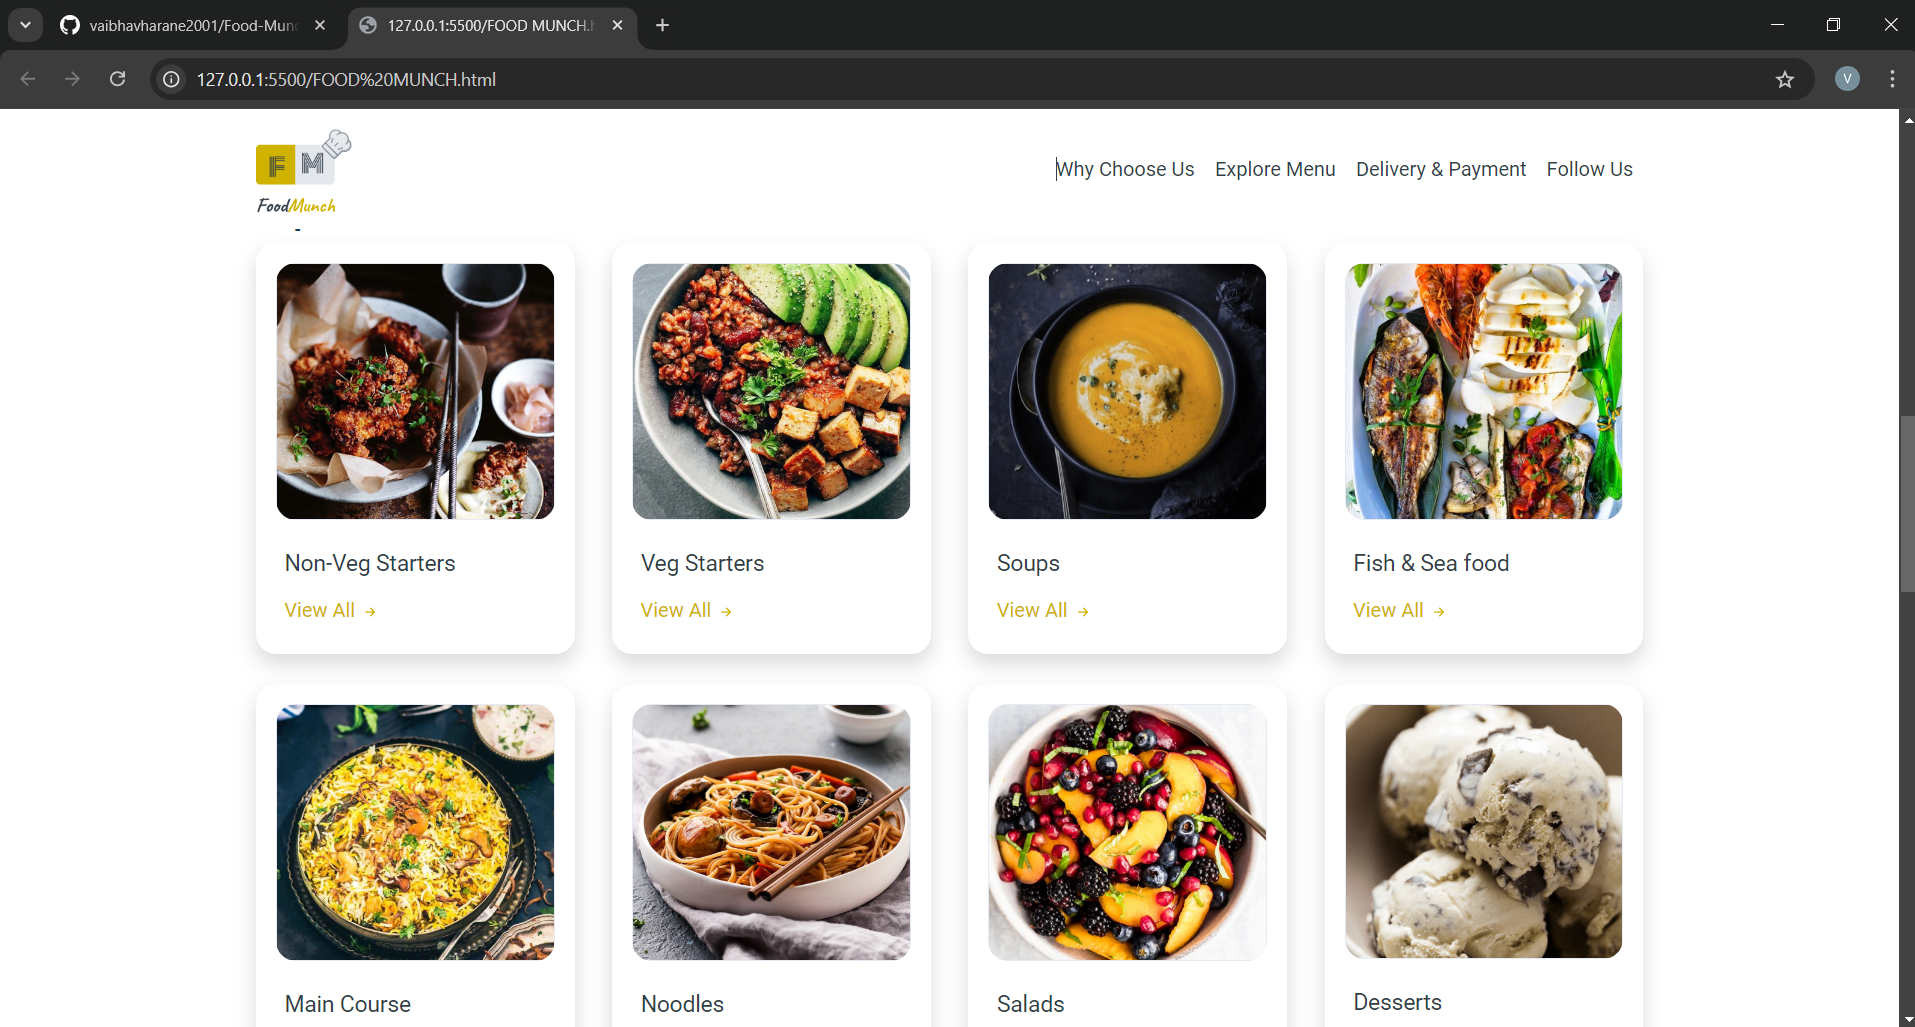 vaibhavharane2001/Food-Mun
127.0.0.1:5500/FOOD MUNCH.h
127.0.0.1:5500/FOOD%20MUNCH.html
V
F M
FoodMunch
Why Choose Us Explore Menu Delivery & Payment Follow Us
Non-Veg Starters Veg Starters Soups Fish & Sea food
View All → View All → View All → View All →
Main Course Noodles Salads Desserts